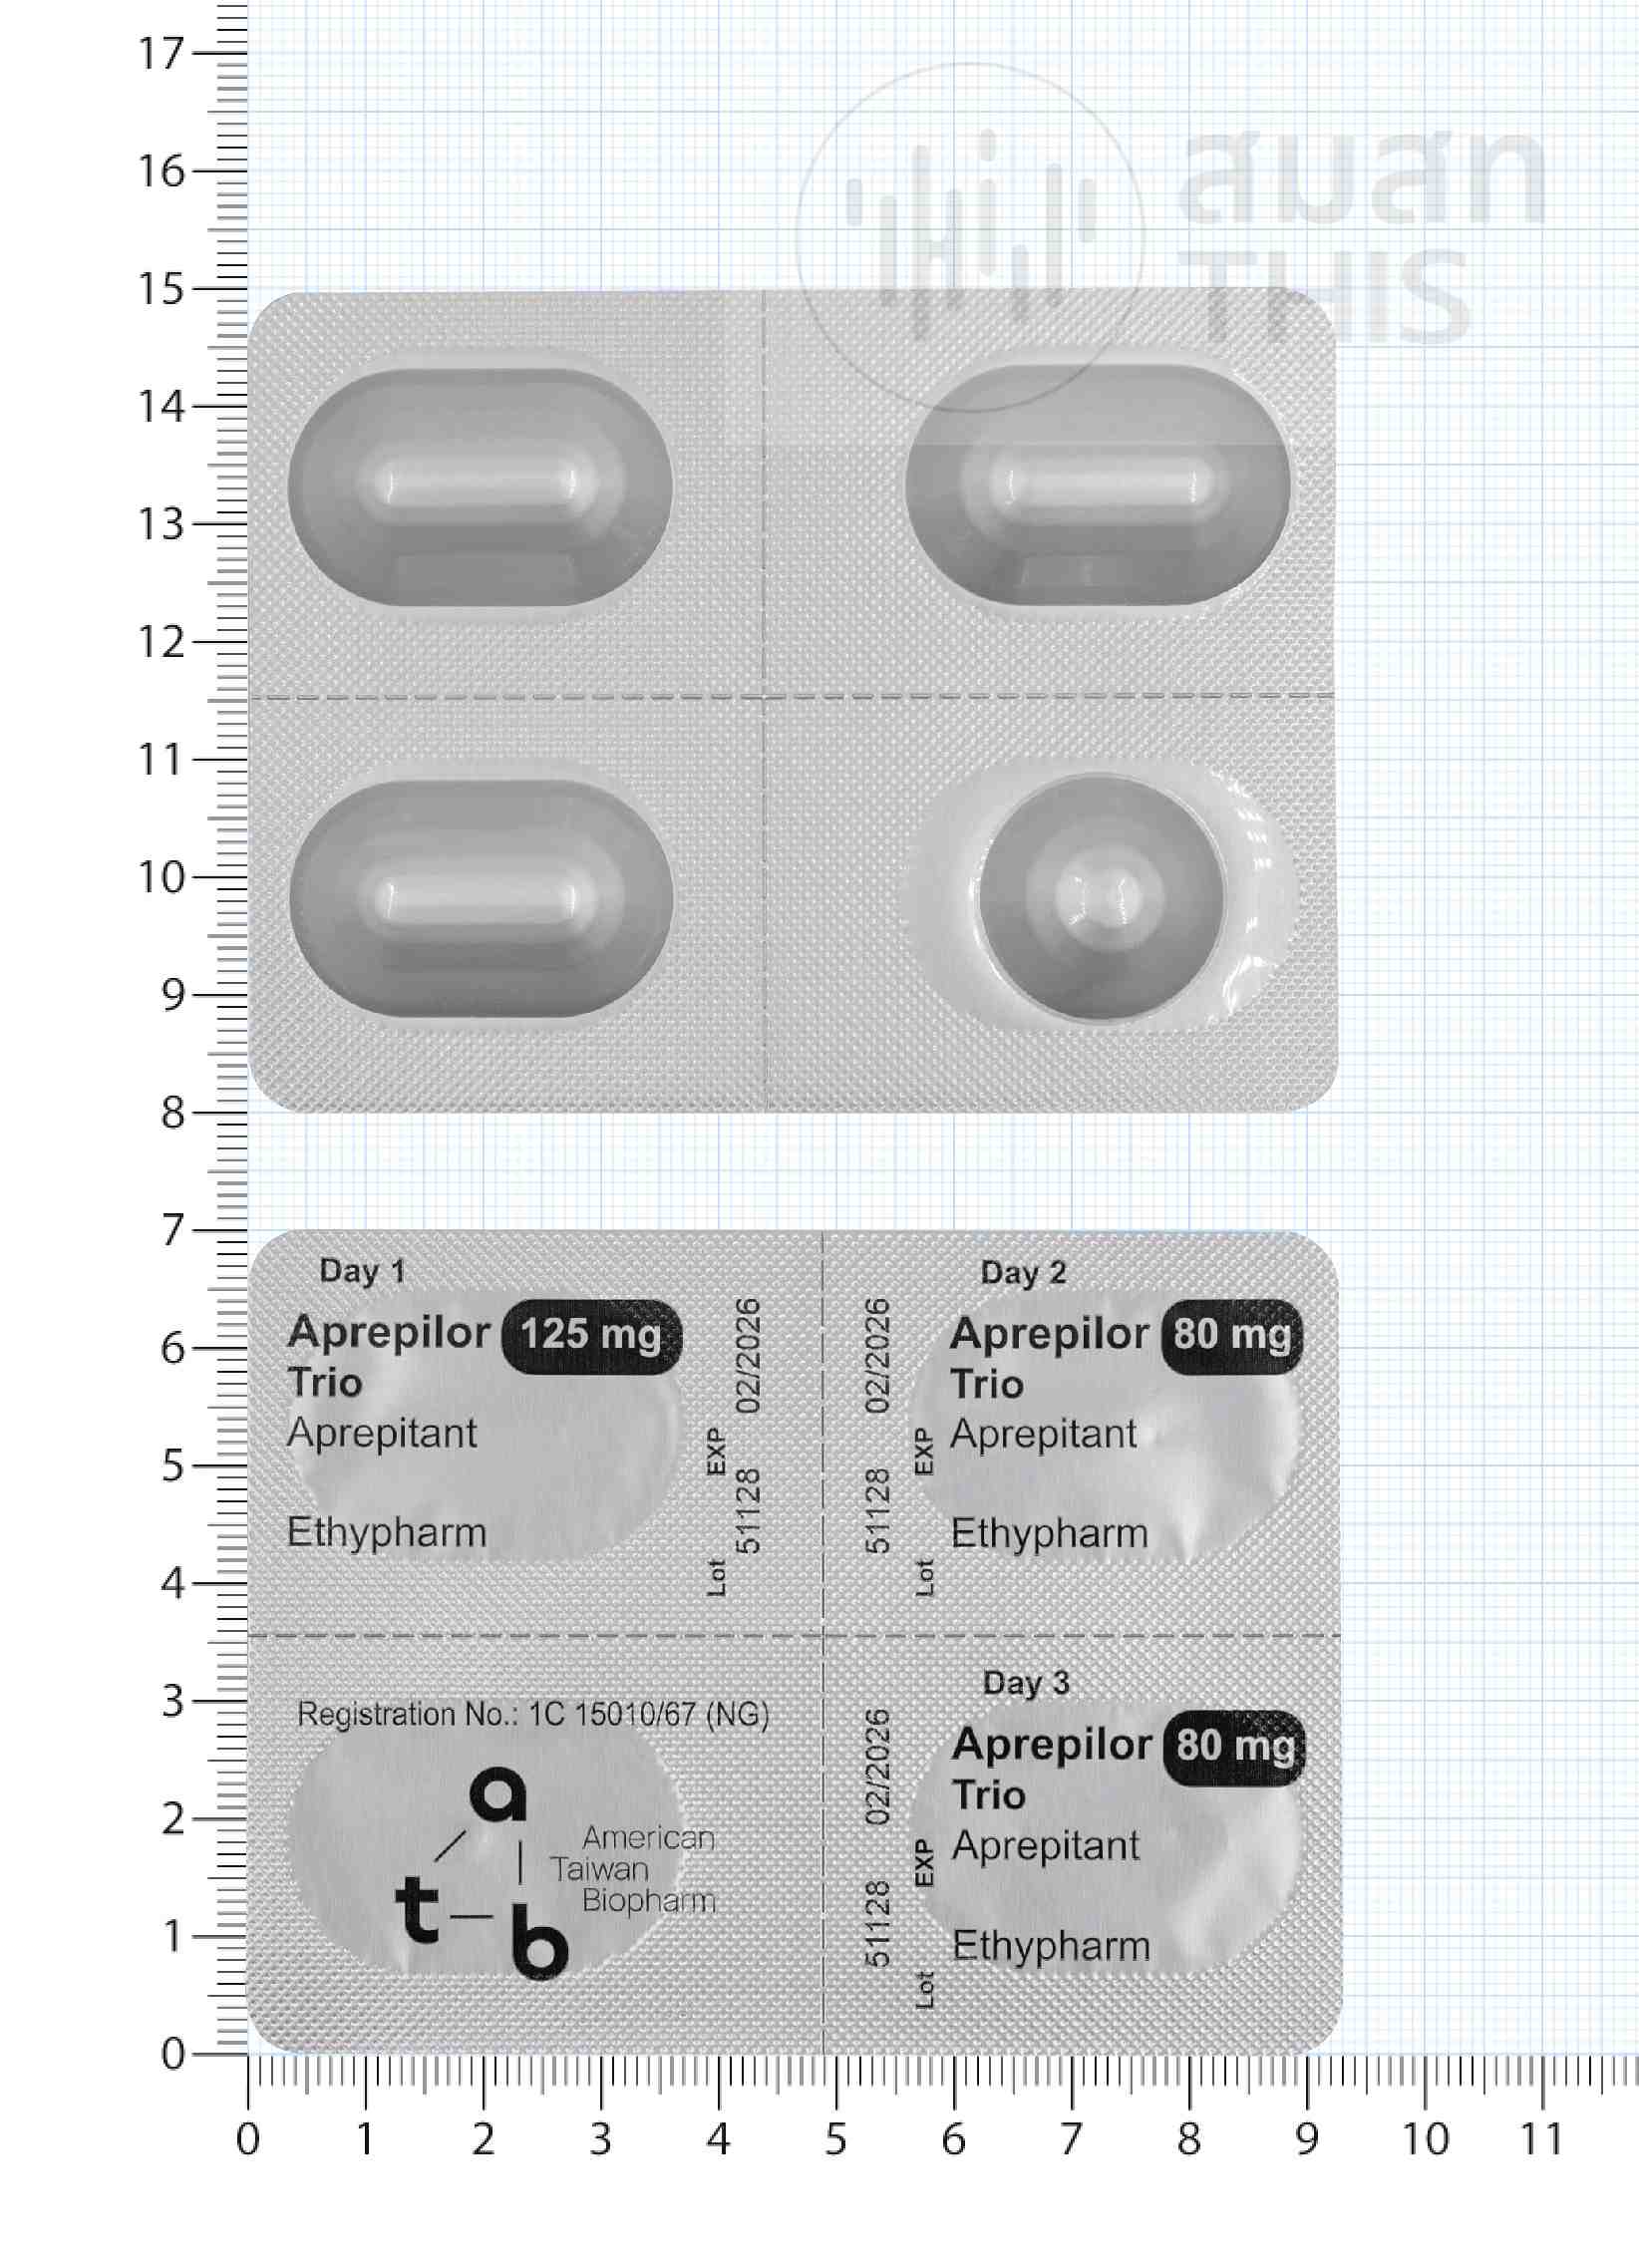 สมสก
THIS
17
16
15
14
13
12
11
10
9
8
7
6
5
4
3
2
1
0
0 1 2 3 4 5 6 7 8 9 10 11
Day 1
Aprepilor 125 mg
Trio
Aprepitant
Ethypharm
Lot 51128 EXP 02/2026
Day 2
Aprepilor 80 mg
Trio
Aprepitant
Ethypharm
Lot 51128 EXP 02/2026
Registration No.: 1C 15010/67 (NG)
a
t b
American
Taiwan
Biopharm
Day 3
Aprepilor 80 mg
Trio
Aprepitant
Ethypharm
Lot 51128 EXP 02/2026